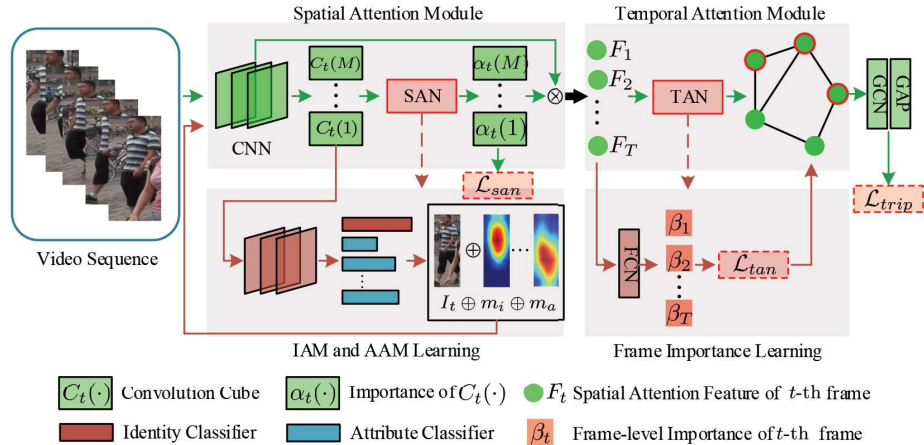 Spatial Attention Module
Temporal Attention Module
Video Sequence
CNN
C_t(M)
C_t(1)
SAN
α_t(M)
α_t(1)
⊗
F_1
F_2
F_T
TAN
GCN
GAP
L_san
L_trip
⊕
I_t ⊕ m_i ⊕ m_a
FCN
β_1
β_2
β_T
L_tan
IAM and AAM Learning
Frame Importance Learning
C_t(·) Convolution Cube
α_t(·) Importance of C_t(·)
F_t Spatial Attention Feature of t-th frame
Identity Classifier
Attribute Classifier
β_t Frame-level Importance of t-th frame